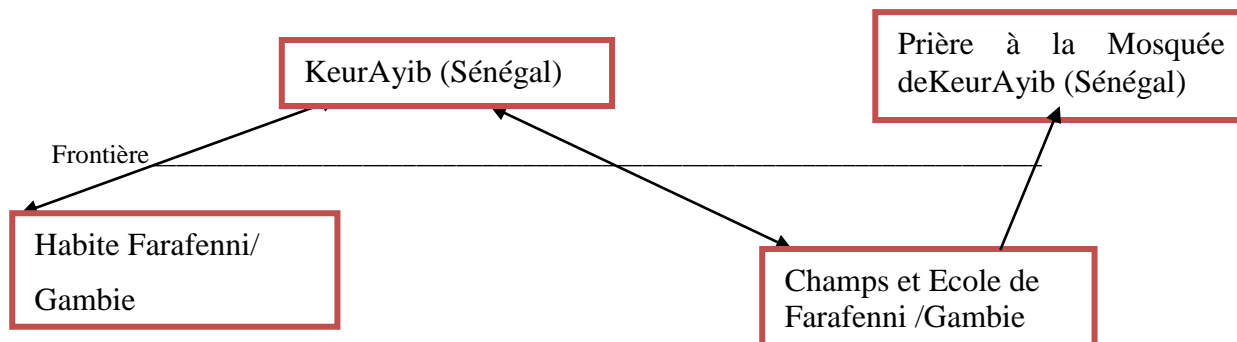 KeurAyib (Sénégal)
Prière à la Mosquée
deKeurAyib (Sénégal)
Frontière
Habite Farafenni/
Gambie
Champs et Ecole de
Farafenni /Gambie